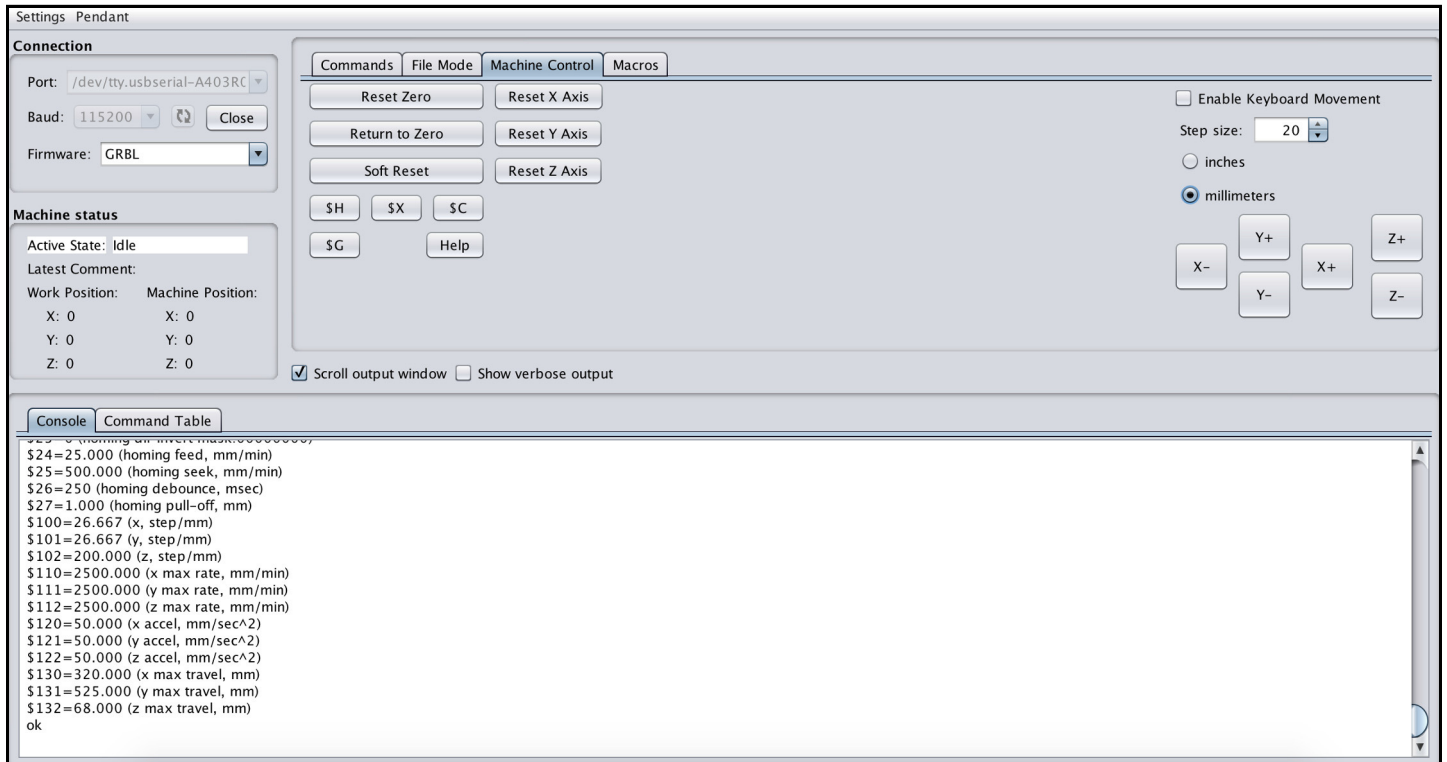 Settings Pendant
Connection
Port: /dev/tty.usbserial-A403R
Baud: 115200 Close
Firmware: GRBL
Machine status
Active State: Idle
Latest Comment:
Work Position: Machine Position:
X: 0 X: 0
Y: 0 Y: 0
Z: 0 Z: 0
Commands File Mode Machine Control Macros
Reset Zero Reset X Axis
Return to Zero Reset Y Axis
Soft Reset Reset Z Axis
$H $X $C
$G Help
Enable Keyboard Movement
Step size: 20
inches
millimeters
Y+ Z+
X- X+
Y- Z-
Scroll output window Show verbose output
Console Command Table
$24=25.000 (homing feed, mm/min)
$25=500.000 (homing seek, mm/min)
$26=250 (homing debounce, msec)
$27=1.000 (homing pull-off, mm)
$100=26.667 (x, step/mm)
$101=26.667 (y, step/mm)
$102=200.000 (z, step/mm)
$110=2500.000 (x max rate, mm/min)
$111=2500.000 (y max rate, mm/min)
$112=2500.000 (z max rate, mm/min)
$120=50.000 (x accel, mm/sec^2)
$121=50.000 (y accel, mm/sec^2)
$122=50.000 (z accel, mm/sec^2)
$130=320.000 (x max travel, mm)
$131=525.000 (y max travel, mm)
$132=68.000 (z max travel, mm)
ok